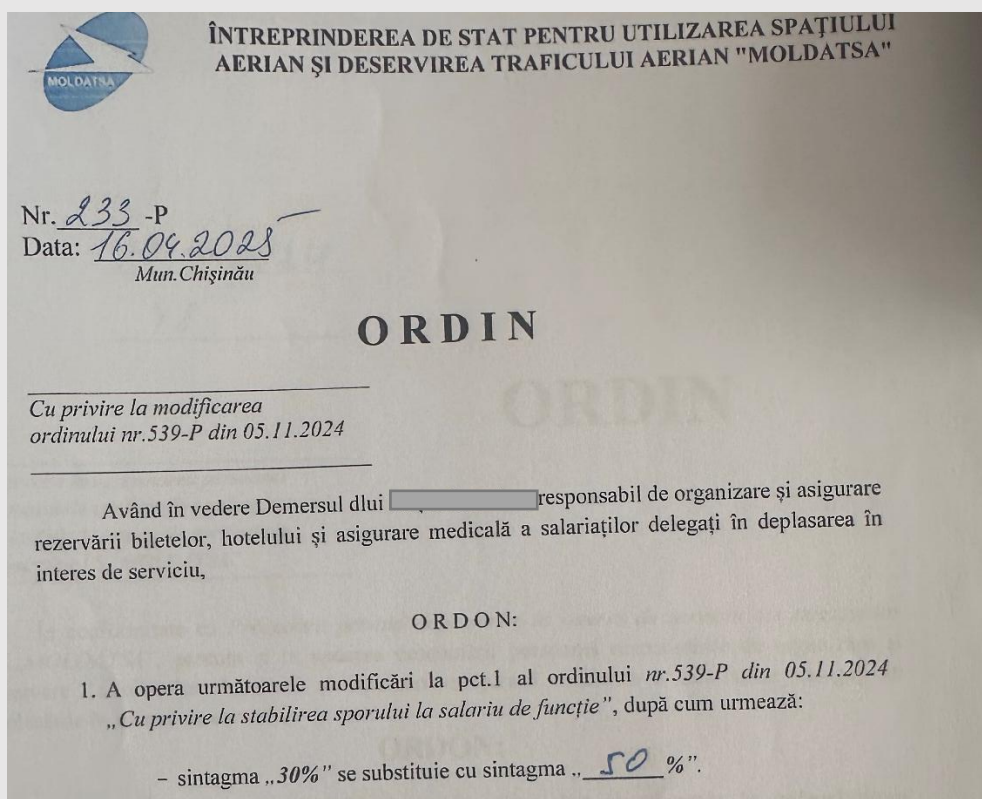 ÎNTREPRINDEREA DE STAT PENTRU UTILIZAREA SPAŢIULUI
AERIAN ŞI DESERVIREA TRAFICULUI AERIAN "MOLDATSA"
MOLDATSA
Nr. 233 -P
Data: 16.04.2025
Mun.Chişinău
ORDIN
Cu privire la modificarea
ordinului nr.539-P din 05.11.2024
Având în vedere Demersul dlui responsabil de organizare și asigurare
rezervării biletelor, hotelului și asigurare medicală a salariaților delegați în deplasarea în
interes de serviciu,
ORDON:
1. A opera următoarele modificări la pct.1 al ordinului nr.539-P din 05.11.2024
„Cu privire la stabilirea sporului la salariu de funcție”, după cum urmează:
– sintagma „30%” se substituie cu sintagma „50%”.